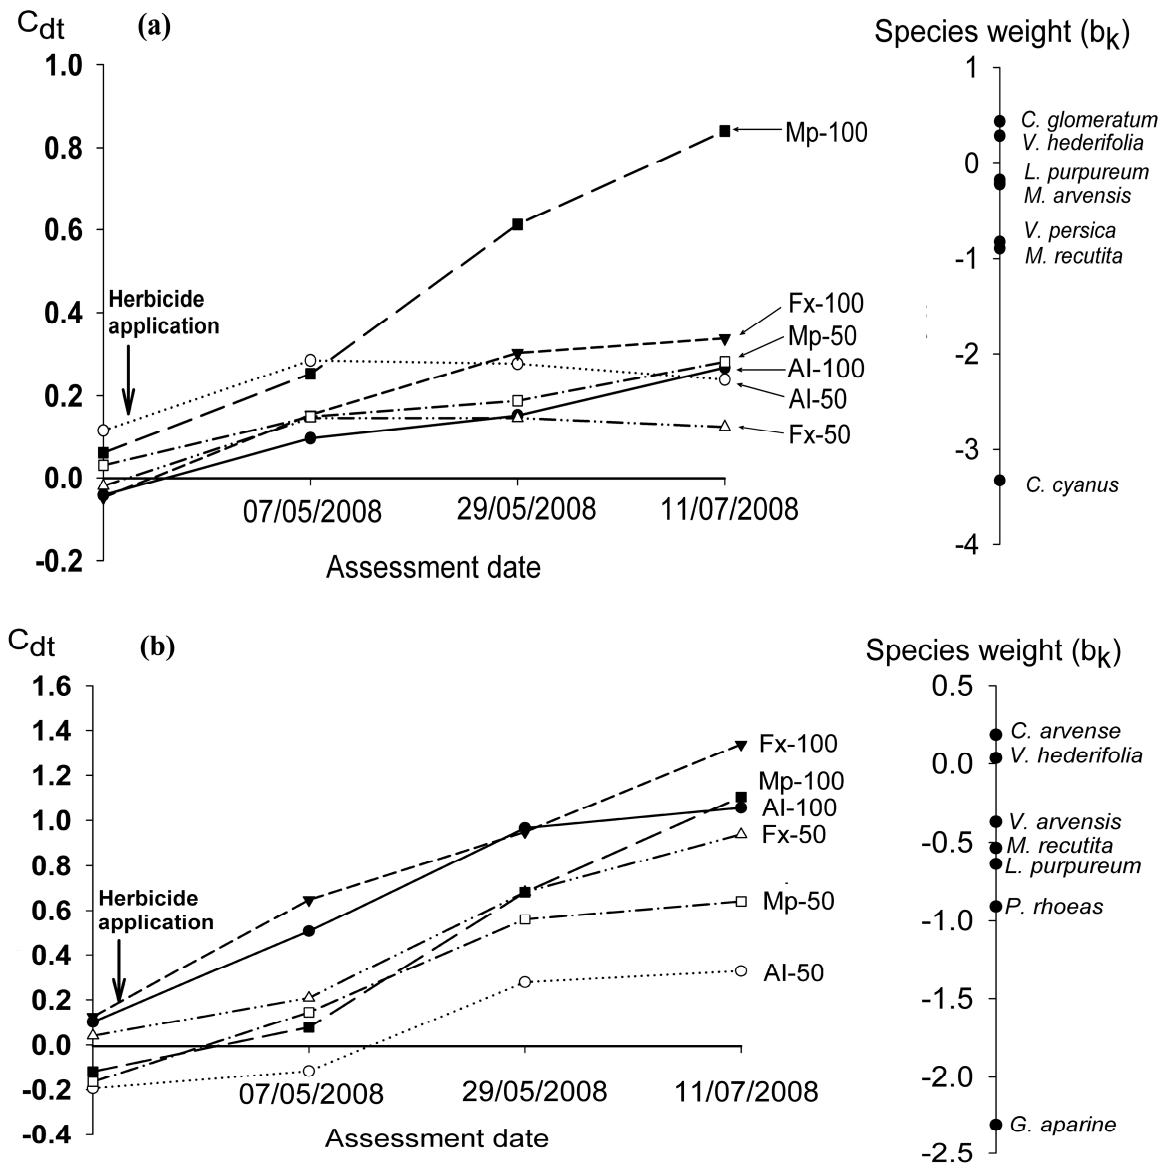 Cdt
(a)
Species weight (bk)
1.0
0.8
0.6
0.4
0.2
0.0
-0.2
Herbicide
application
Mp-100
Fx-100
Mp-50
Al-100
Al-50
Fx-50
07/05/2008
29/05/2008
11/07/2008
Assessment date
1
0
-1
-2
-3
-4
C. glomeratum
V. hederifolia
L. purpureum
M. arvensis
V. persica
M. recutita
C. cyanus
Cdt
(b)
Species weight (bk)
1.6
1.4
1.2
1.0
0.8
0.6
0.4
0.2
0.0
-0.2
-0.4
Herbicide
application
Fx-100
Mp-100
Al-100
Fx-50
Mp-50
Al-50
07/05/2008
29/05/2008
11/07/2008
Assessment date
0.5
0.0
-0.5
-1.0
-1.5
-2.0
-2.5
C. arvense
V. hederifolia
V. arvensis
M. recutita
L. purpureum
P. rhoeas
G. aparine